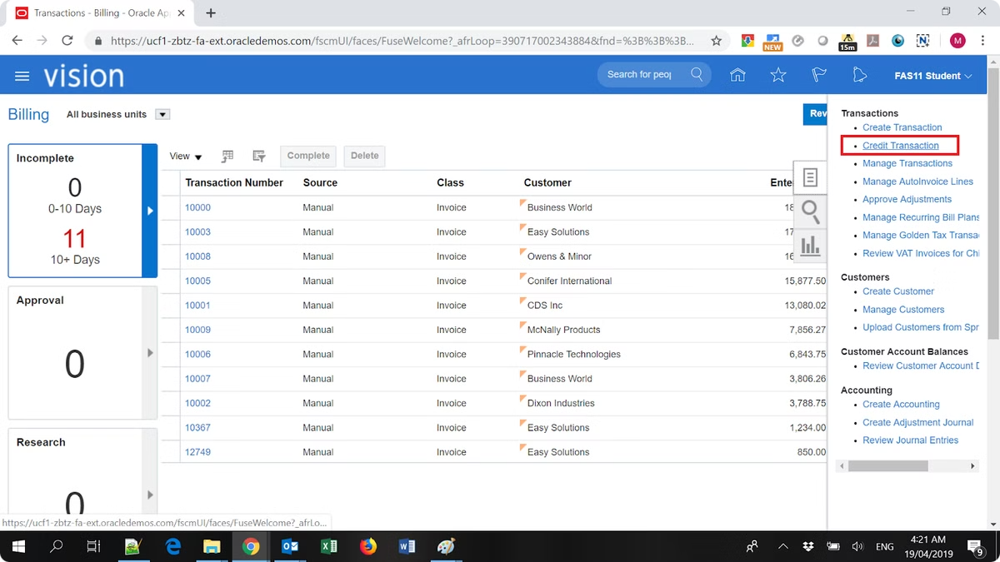 Transactions - Billing - Oracle Ap
https://ucf1-zbtz-fa-ext.oracledemos.com/fscmUI/faces/FuseWelcome?_afrLoop=390717002343884&fnd=%3B%3B%3B...
NEW
15m
M
vision
Search for peop
FAS11 Student
Billing
All business units
Rev
Incomplete
0
0-10 Days
11
10+ Days
Approval
0
Research
0
View
Complete
Delete
Transaction Number Source Class Customer Ente
10000 Manual Invoice Business World 18
10003 Manual Invoice Easy Solutions 17
10008 Manual Invoice Owens & Minor 16
10005 Manual Invoice Conifer International 15,877.50
10001 Manual Invoice CDS Inc 13,080.02
10009 Manual Invoice McNally Products 7,856.27
10006 Manual Invoice Pinnacle Technologies 6,843.75
10007 Manual Invoice Business World 3,806.26
10002 Manual Invoice Dixon Industries 3,788.75
10367 Manual Invoice Easy Solutions 1,234.00
12749 Manual Invoice Easy Solutions 850.00
Transactions
Create Transaction
Credit Transaction
Manage Transactions
Manage AutoInvoice Lines
Approve Adjustments
Manage Recurring Bill Plans
Manage Golden Tax Transa
Review VAT Invoices for Chi
Customers
Create Customer
Manage Customers
Upload Customers from Spr
Customer Account Balances
Review Customer Account D
Accounting
Create Accounting
Create Adjustment Journal
Review Journal Entries
https://ucf1-zbtz-fa-ext.oracledemos.com/fscmUI/faces/FuseWelcome?_afrLo...
ENG
4:21 AM
19/04/2019
9